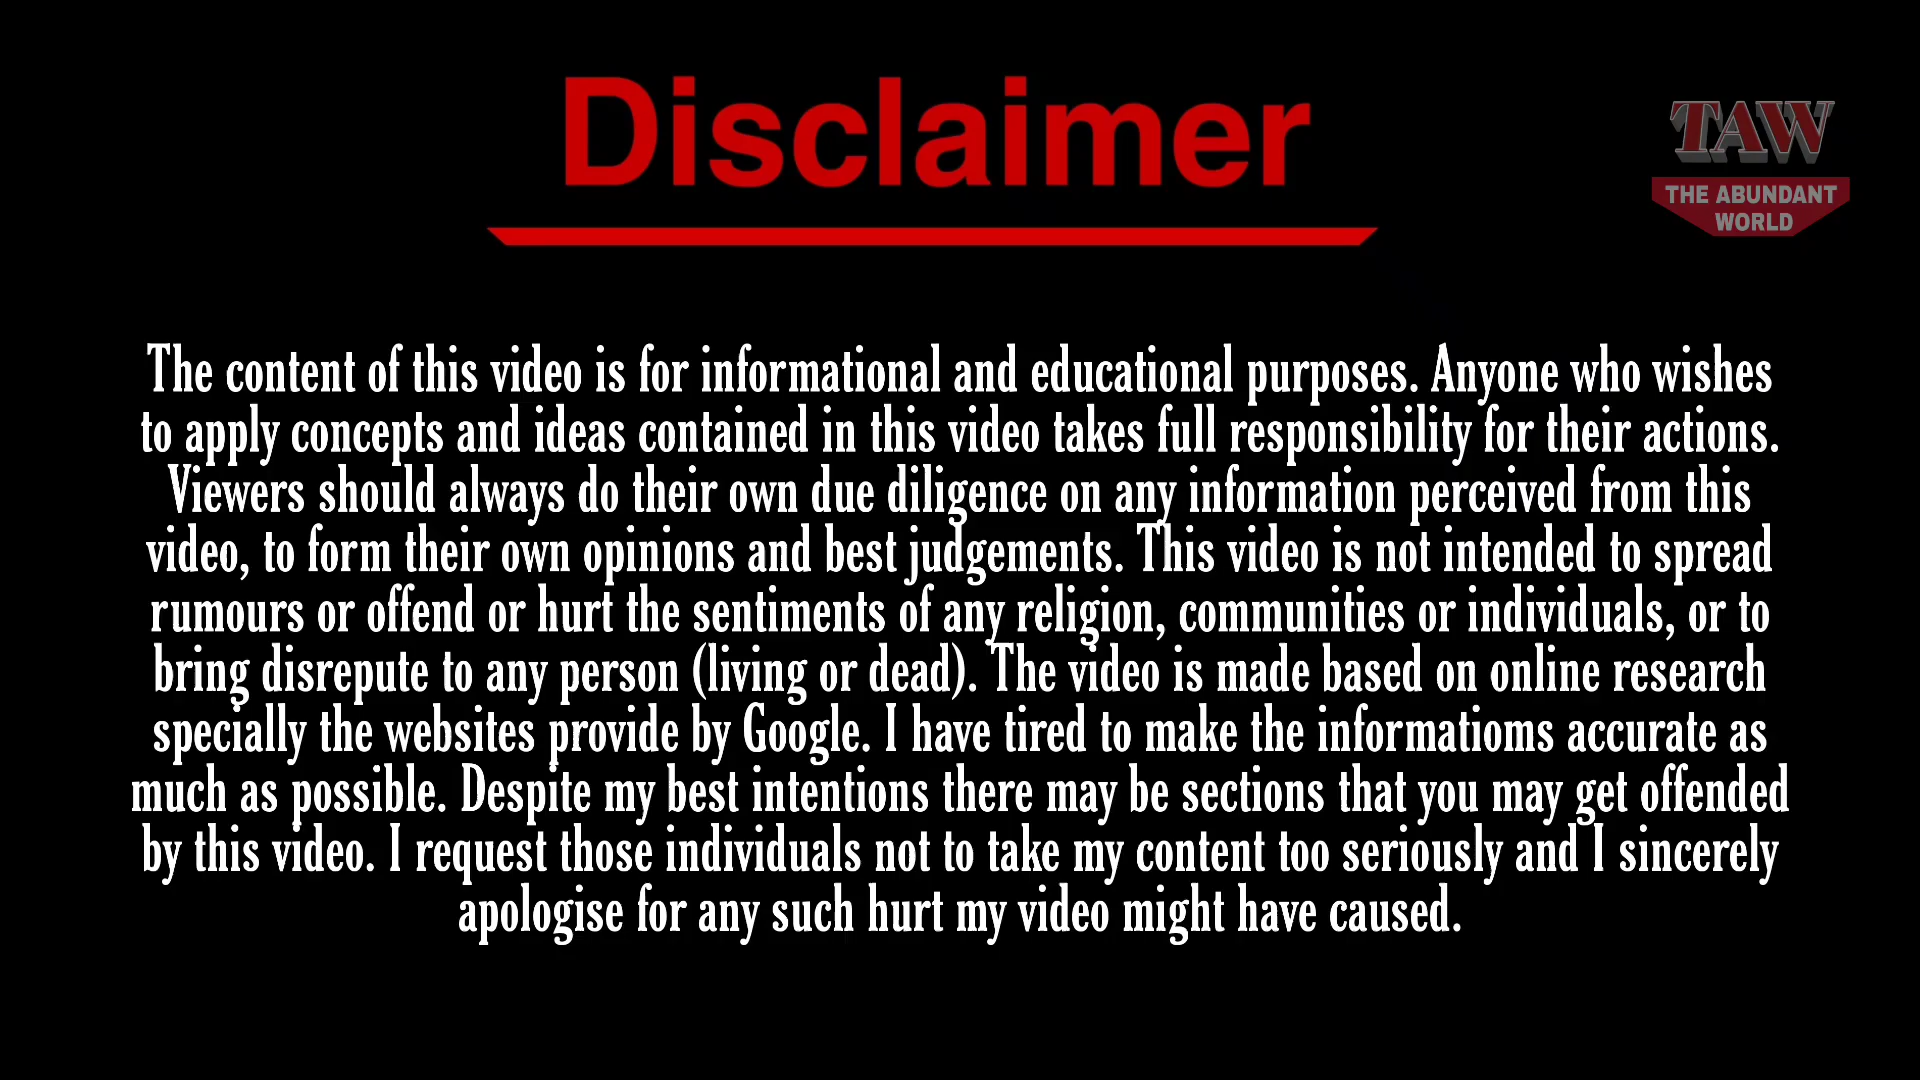 Disclaimer
TAW
THE ABUNDANT
WORLD
The content of this video is for informational and educational purposes. Anyone who wishes
to apply concepts and ideas contained in this video takes full responsibility for their actions.
Viewers should always do their own due diligence on any information perceived from this
video, to form their own opinions and best judgements. This video is not intended to spread
rumours or offend or hurt the sentiments of any religion, communities or individuals, or to
bring disrepute to any person (living or dead). The video is made based on online research
specially the websites provide by Google. I have tired to make the informatioms accurate as
much as possible. Despite my best intentions there may be sections that you may get offended
by this video. I request those individuals not to take my content too seriously and I sincerely
apologise for any such hurt my video might have caused.